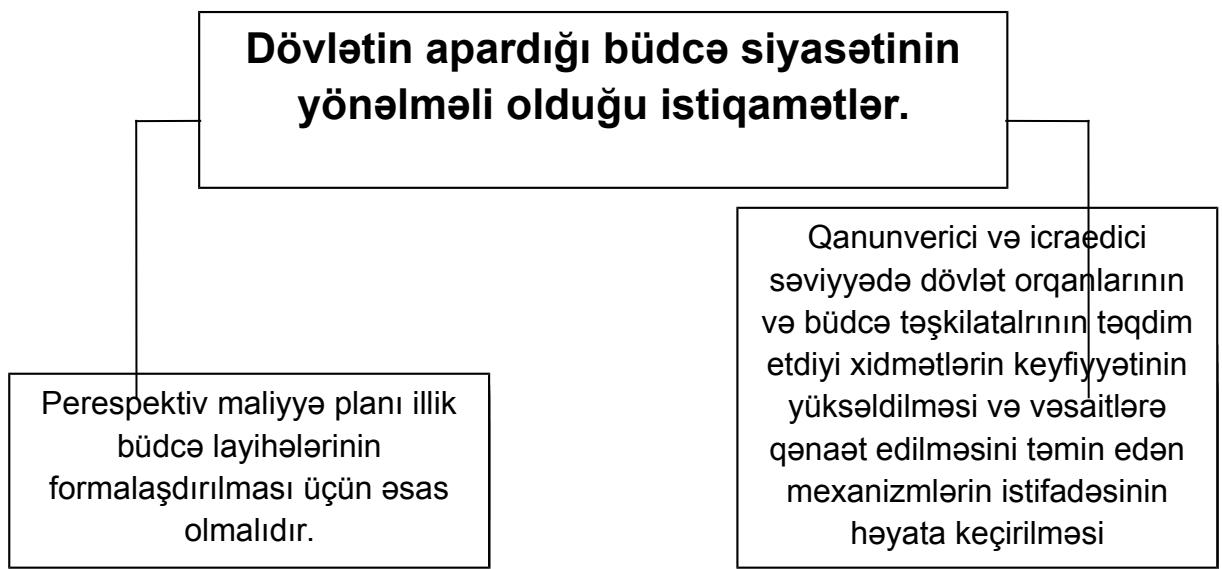 Dövlətin apardığı büdcə siyasətinin
yönəlməli olduğu istiqamətlər.
Qanunverici və icraedici
səviyyədə dövlət orqanlarının
və büdcə təşkilatalrının təqdim
etdiyi xidmətlərin keyfiyyətinin
yüksəldilməsi və vəsaitlərə
qənaət edilməsini təmin edən
mexanizmlərin istifadəsinin
həyata keçirilməsi
Perespektiv maliyyə planı illik
büdcə layihələrinin
formalaşdırılması üçün əsas
olmalıdır.